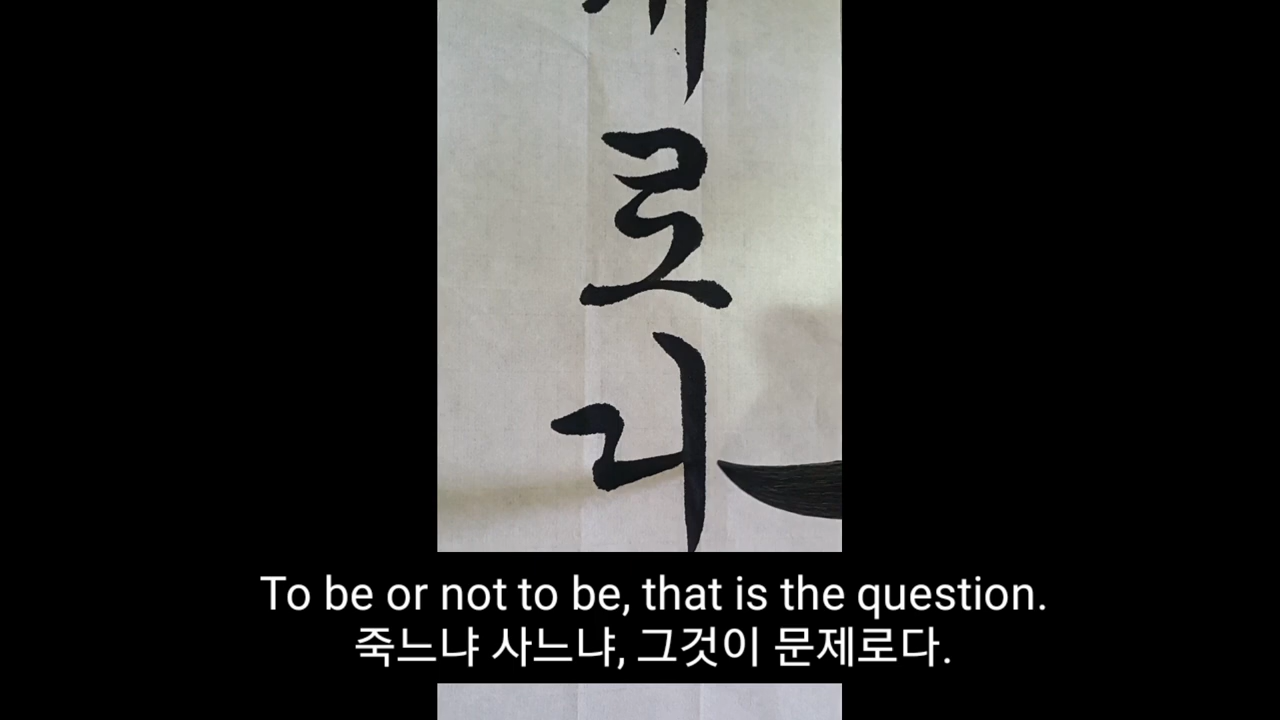 로
To be or not to be, that is the question.
죽느냐 사느냐, 그것이 문제로다.